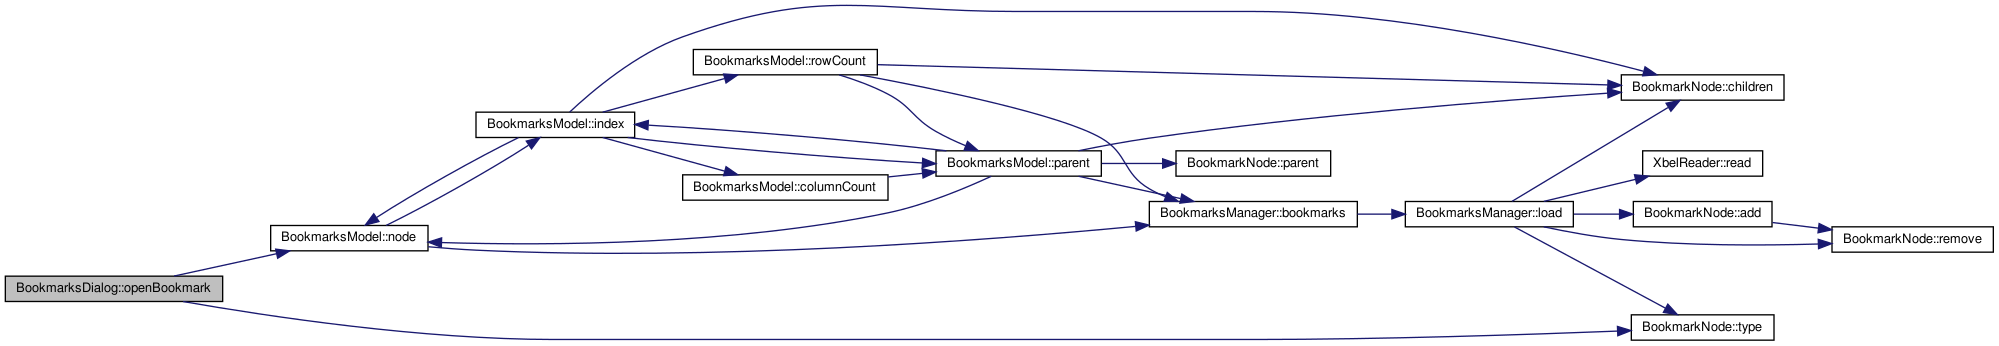 BookmarksModel::rowCount
BookmarkNode::children
BookmarksModel::index
BookmarksModel::parent
BookmarkNode::parent
XbelReader::read
BookmarksModel::columnCount
BookmarksManager::bookmarks
BookmarksManager::load
BookmarkNode::add
BookmarksModel::node
BookmarkNode::remove
BookmarksDialog::openBookmark
BookmarkNode::type